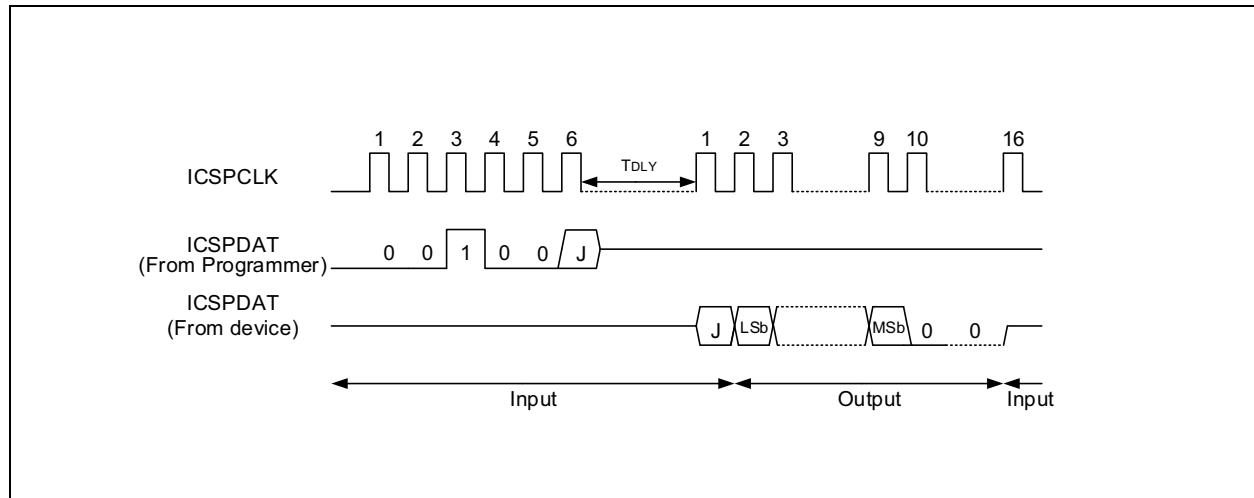 1 2 3 4 5 6 TDLY 1 2 3 9 10 16
ICSPCLK
ICSPDAT
(From Programmer)
0 0 1 0 0 J
ICSPDAT
(From device)
J LSb MSb 0 0
Input Output Input